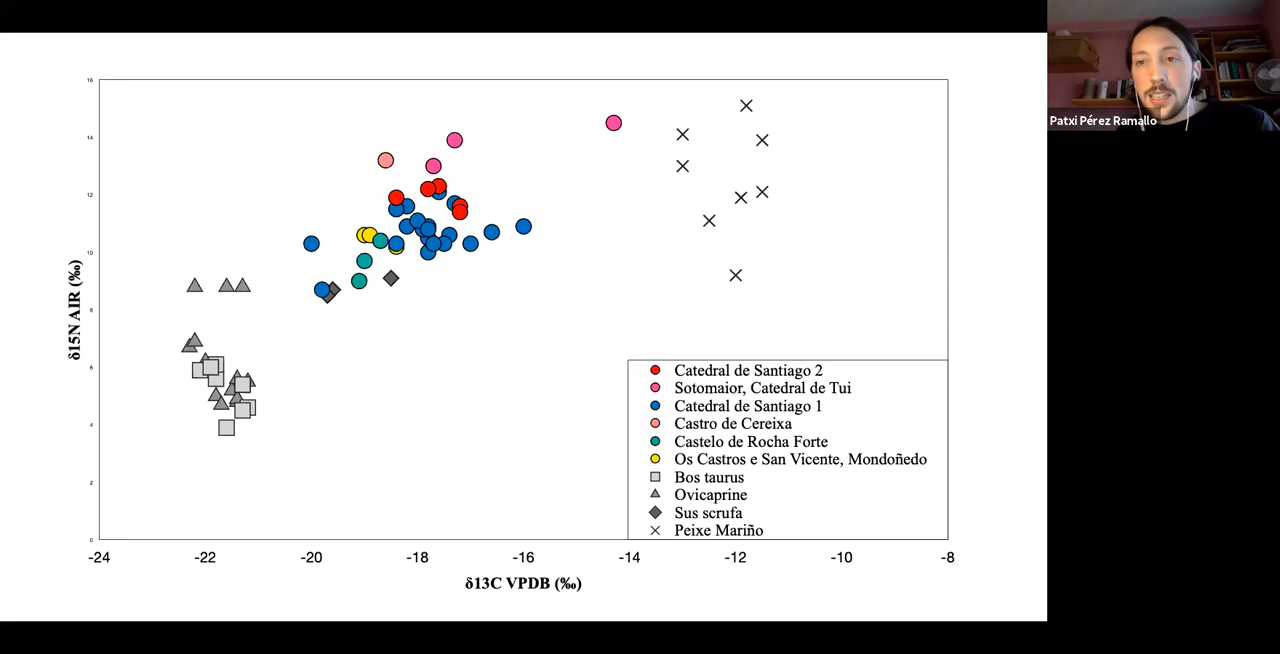 Patxi Pérez Ramallo
16
14
12
10
8
6
4
2
0
δ15N AIR (‰)
-24 -22 -20 -18 -16 -14 -12 -10 -8
δ13C VPDB (‰)
Catedral de Santiago 2
Sotomaior, Catedral de Tui
Catedral de Santiago 1
Castro de Cereixa
Castelo de Rocha Forte
Os Castros e San Vicente, Mondoñedo
Bos taurus
Ovicaprine
Sus scrufa
Peixe Mariño